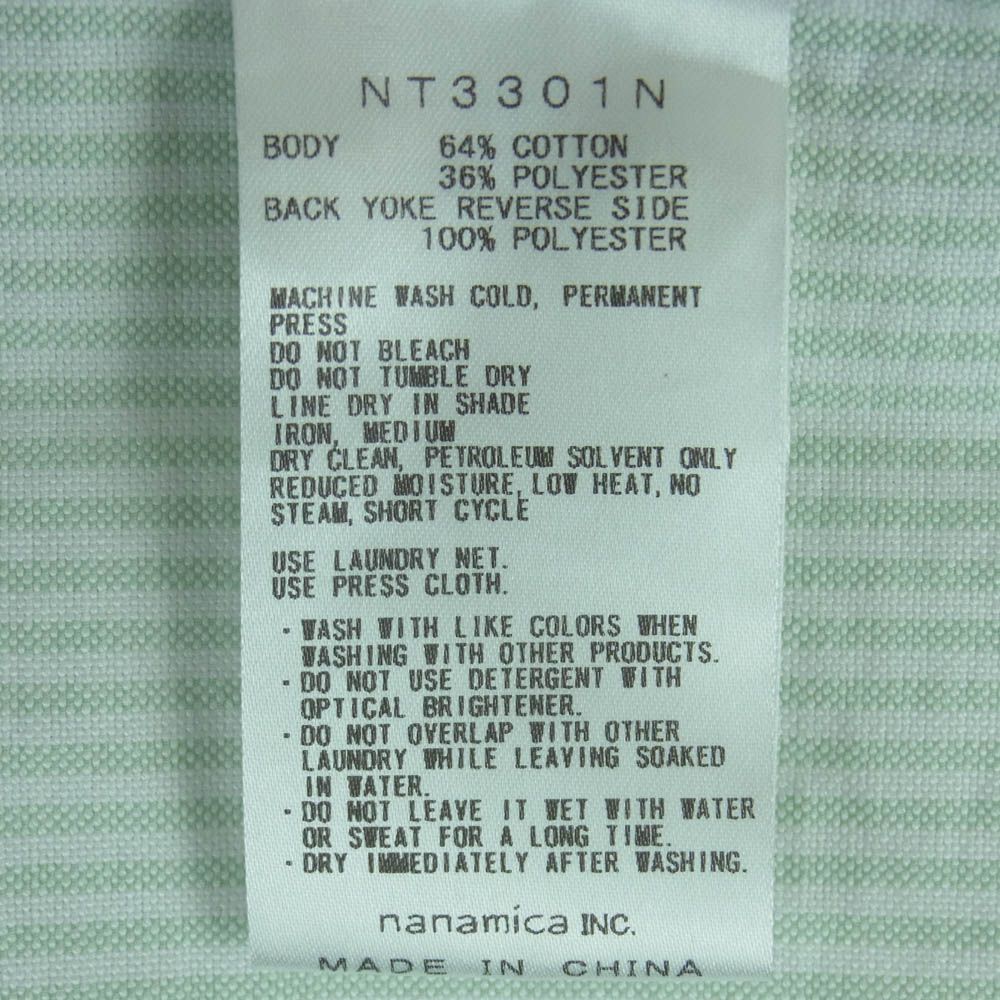 NT3301N
BODY 64% COTTON
36% POLYESTER
BACK YOKE REVERSE SIDE
100% POLYESTER
MACHINE WASH COLD, PERMANENT
PRESS
DO NOT BLEACH
DO NOT TUMBLE DRY
LINE DRY IN SHADE
IRON, MEDIUM
DRY CLEAN, PETROLEUM SOLVENT ONLY
REDUCED MOISTURE, LOW HEAT, NO
STEAM, SHORT CYCLE
USE LAUNDRY NET.
USE PRESS CLOTH.
・WASH WITH LIKE COLORS WHEN
WASHING WITH OTHER PRODUCTS.
・DO NOT USE DETERGENT WITH
OPTICAL BRIGHTENER.
・DO NOT OVERLAP WITH OTHER
LAUNDRY WHILE LEAVING SOAKED
IN WATER.
・DO NOT LEAVE IT WET WITH WATER
OR SWEAT FOR A LONG TIME.
・DRY IMMEDIATELY AFTER WASHING.
nanamica INC.
MADE IN CHINA